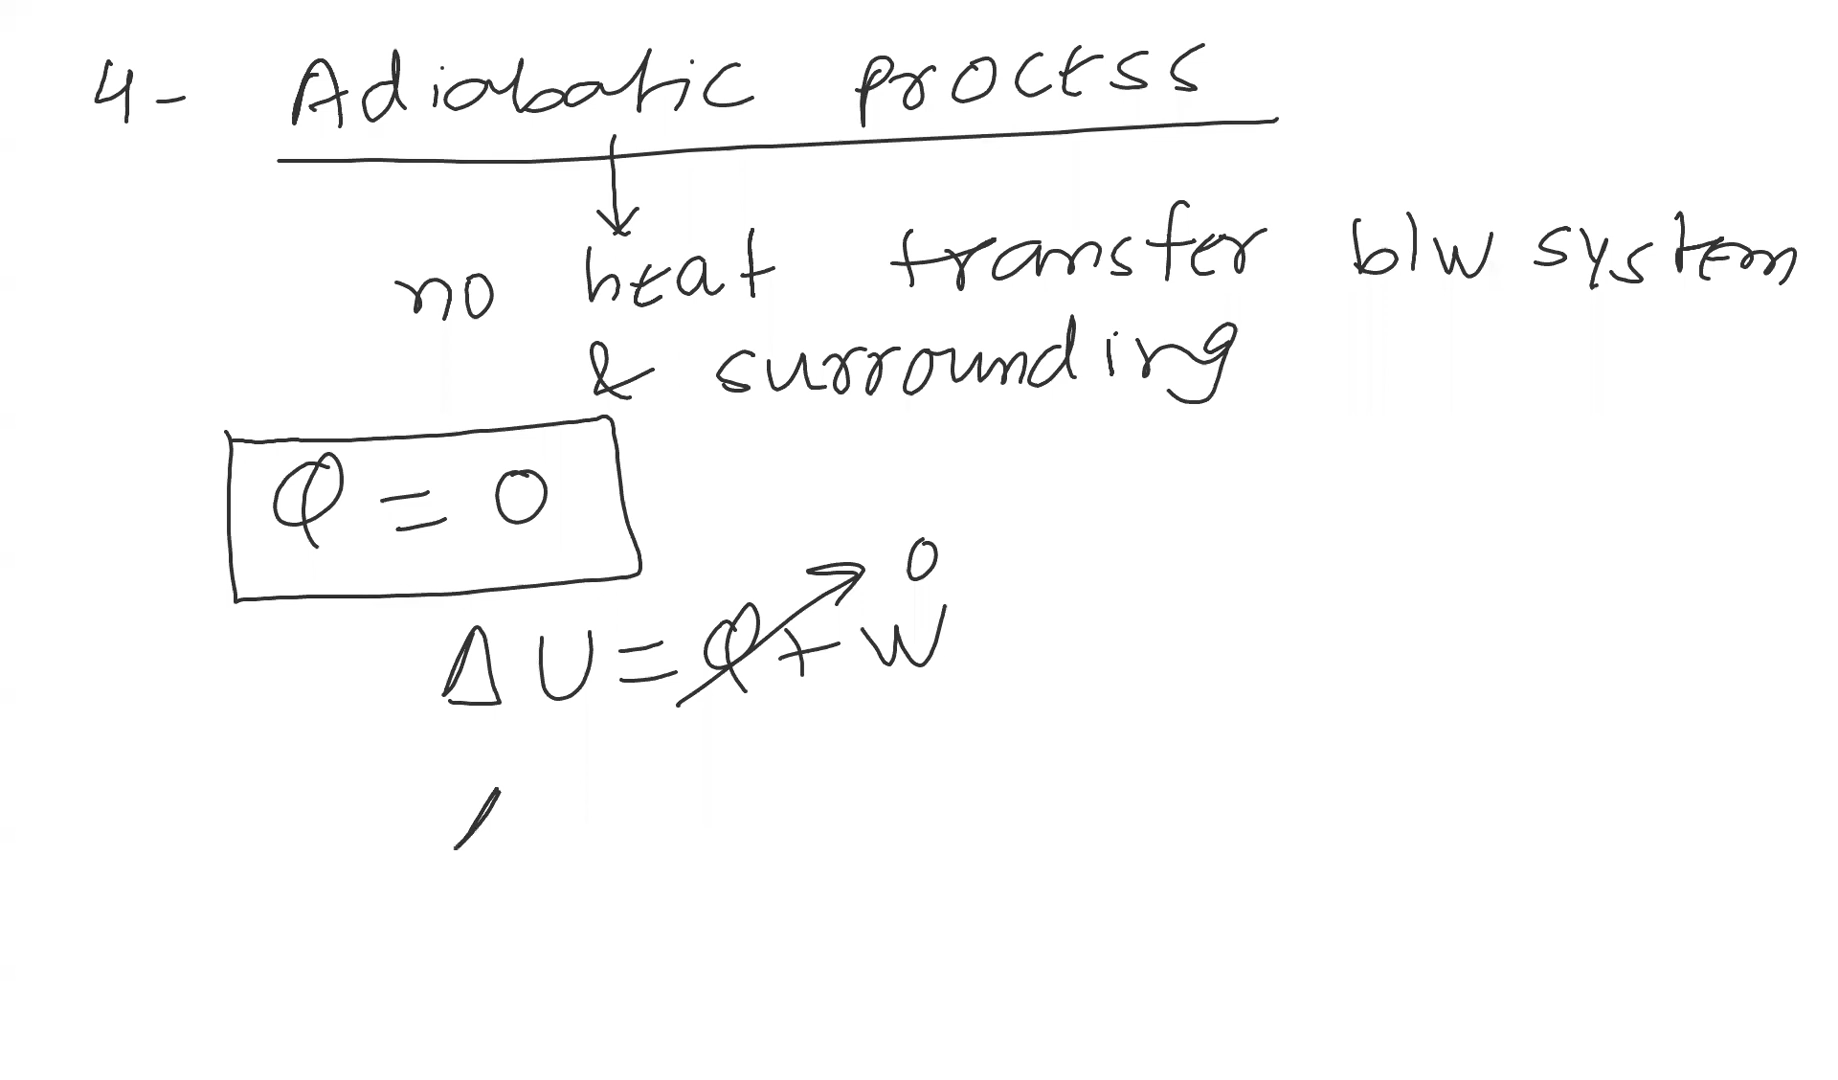 4- Adiabatic process
no heat transfer b/w system
& surrounding
Q = 0
0
ΔU = Q + W